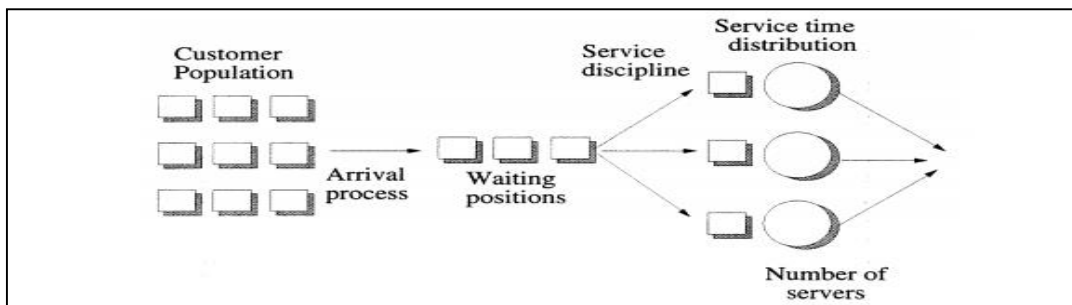 Customer
Population
Arrival
process
Waiting
positions
Service
discipline
Service time
distribution
Number of
servers